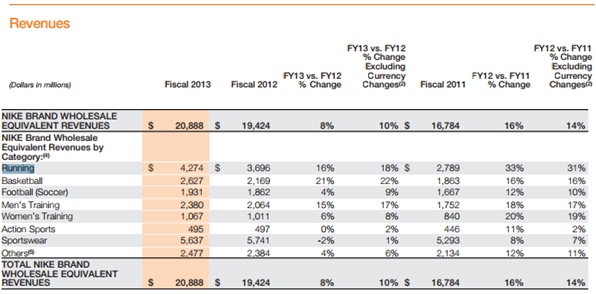 Revenues
FY13 vs. FY12 FY12 vs. FY11
% Change % Change
Excluding Excluding
FY13 vs. FY12 Currency FY12 vs. FY11 Currency
(Dollars in millions) Fiscal 2013 Fiscal 2012 % Change Changes(2) Fiscal 2011 % Change Changes(2)
NIKE BRAND WHOLESALE
EQUIVALENT REVENUES $ 20,888 $ 19,424 8% 10% $ 16,784 16% 14%
NIKE Brand Wholesale
Equivalent Revenues by
Category:(4)
Running $ 4,274 $ 3,696 16% 18% $ 2,789 33% 31%
Basketball 2,627 2,169 21% 22% 1,863 16% 16%
Football (Soccer) 1,931 1,862 4% 9% 1,667 12% 10%
Men's Training 2,380 2,064 15% 17% 1,752 18% 17%
Women's Training 1,067 1,011 6% 8% 840 20% 19%
Action Sports 495 497 0% 2% 446 11% 2%
Sportswear 5,637 5,741 -2% 1% 5,293 8% 7%
Others(5) 2,477 2,384 4% 6% 2,134 12% 11%
TOTAL NIKE BRAND
WHOLESALE EQUIVALENT
REVENUES $ 20,888 $ 19,424 8% 10% $ 16,784 16% 14%